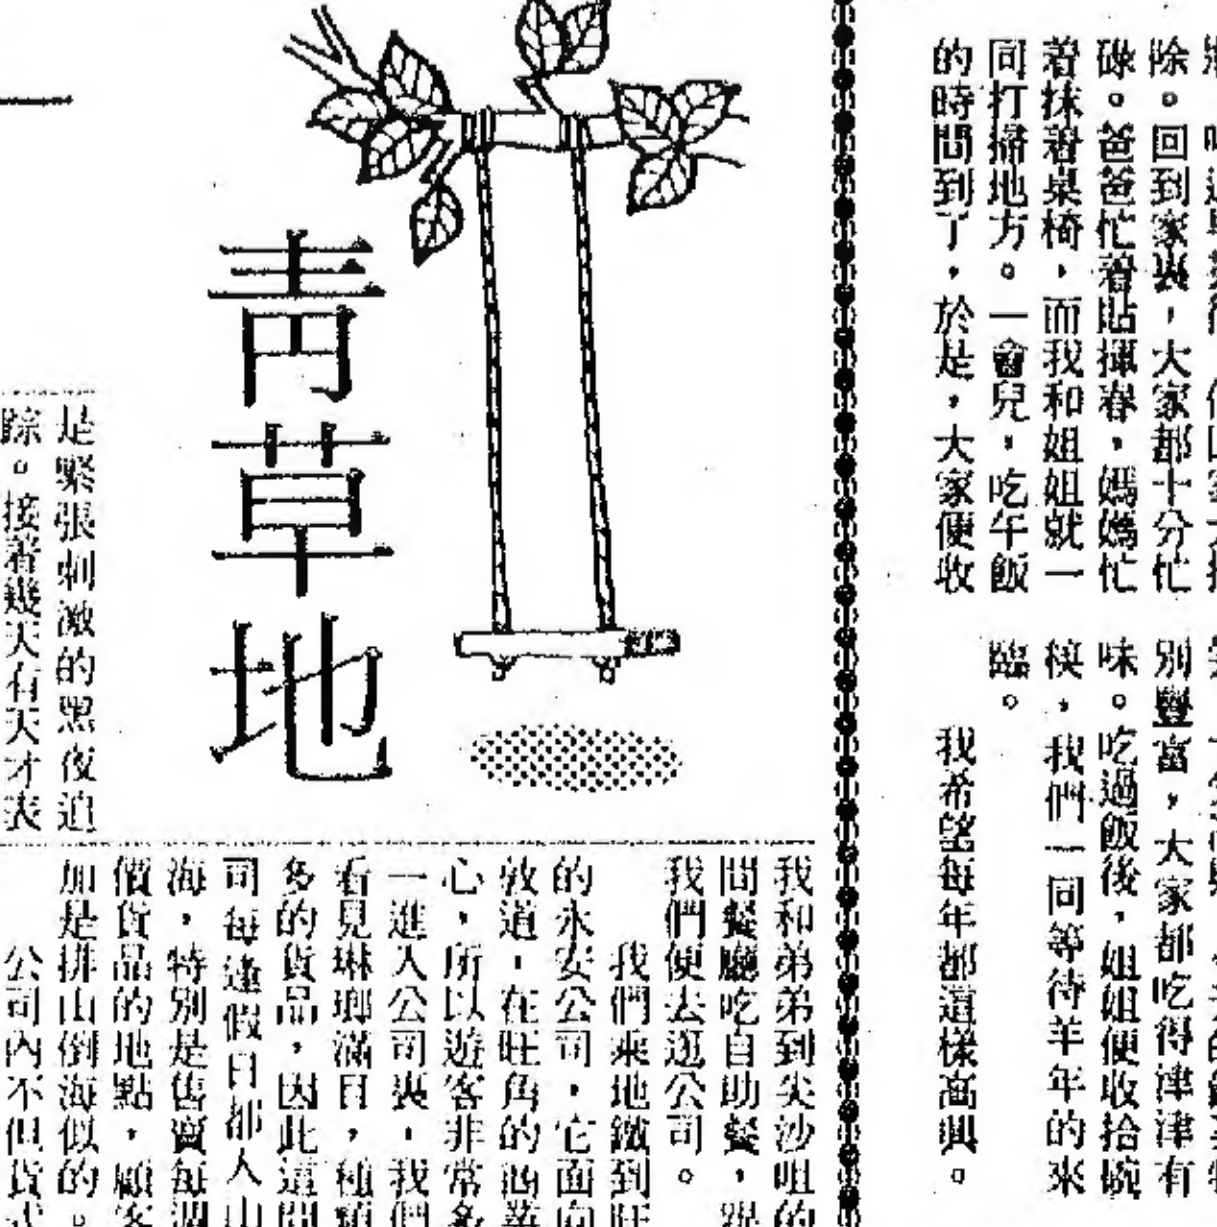 除。回到家裏，大家都十分忙
碌。爸爸忙着貼揮春，媽媽忙
着抹着桌椅，而我和姐姐就一
同打掃地方。一會兒，吃午飯
的時間到了，於是，大家便收
別豐富，大家都吃得津津有
味。吃過飯後，姐姐便收拾碗
筷，我們一同等待羊年的來
臨。
我希望每年都這樣高興。
青草地
是緊張刺激的黑夜追
踪。接着幾天有天才表
我和弟弟到尖沙咀的
間餐廳吃自助餐，跟
我們便去逛公司。
我們乘地鐵到旺
的永安公司，它面向
敦道，在旺角的
心，所以遊客非常多
一進入公司裏，我們
看見琳瑯滿目，種類
多的貨品，因此這間
司每逢假日都人山
海，特別是售賣每週
價貨品的地點，顧客
加是排山倒海似的。
公司內不但貨式